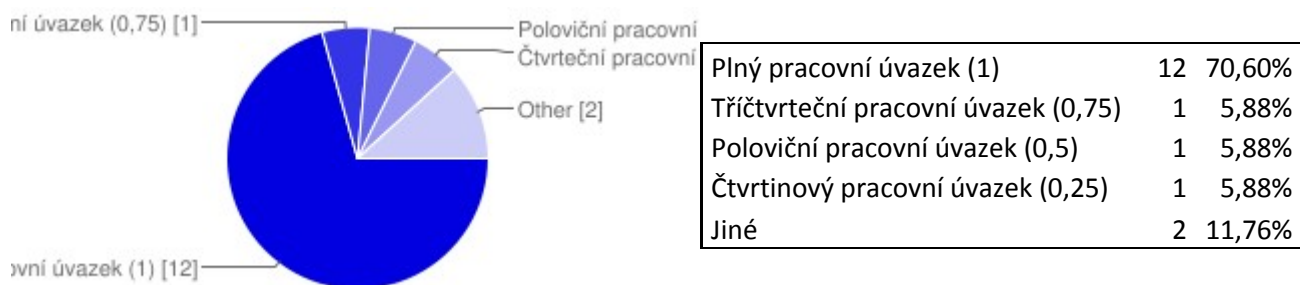 ní úvazek (0,75) [1]
Poloviční pracovní
Čtvrteční pracovní
Other [2]
ovní úvazek (1) [12]
Plný pracovní úvazek (1) 12 70,60%
Tříčtvrteční pracovní úvazek (0,75) 1 5,88%
Poloviční pracovní úvazek (0,5) 1 5,88%
Čtvrtinový pracovní úvazek (0,25) 1 5,88%
Jiné 2 11,76%